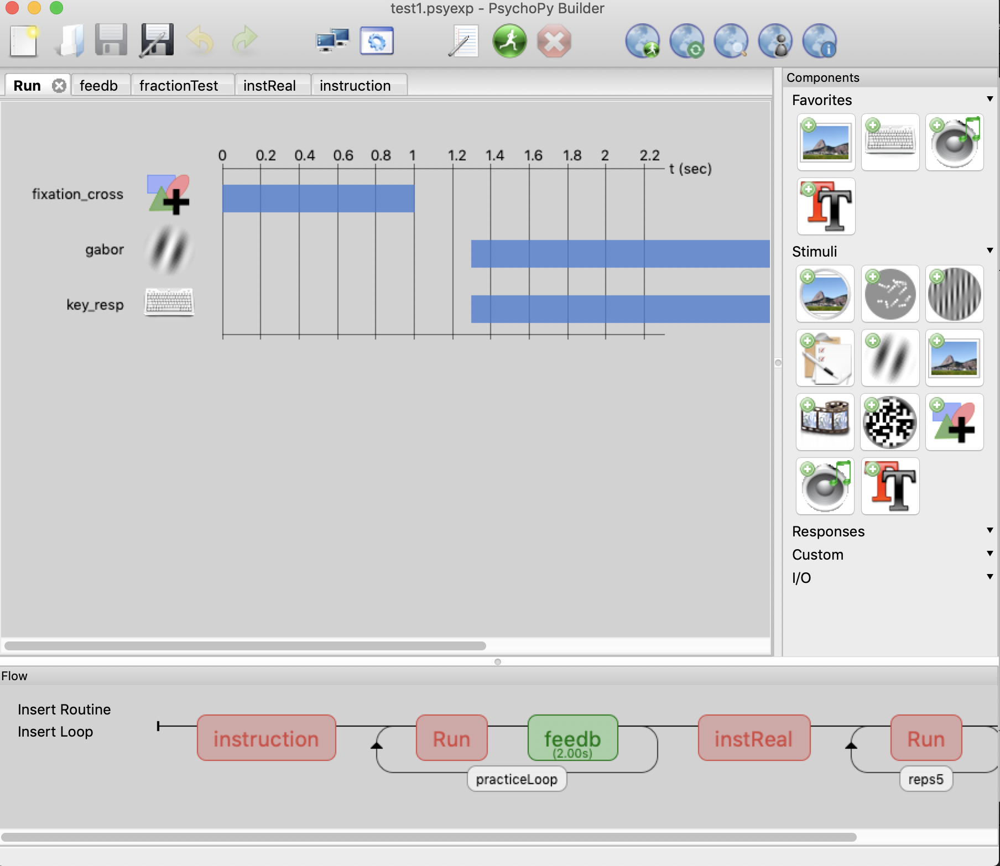 test1.psyexp - PsychoPy Builder
Run feedb fractionTest instReal instruction
Components
Favorites
0 0.2 0.4 0.6 0.8 1 1.2 1.4 1.6 1.8 2 2.2
t (sec)
fixation_cross
gabor
key_resp
Stimuli
Responses
Custom
I/O
Flow
Insert Routine
Insert Loop
instruction Run feedb instReal Run
(2.00s)
practiceLoop reps5